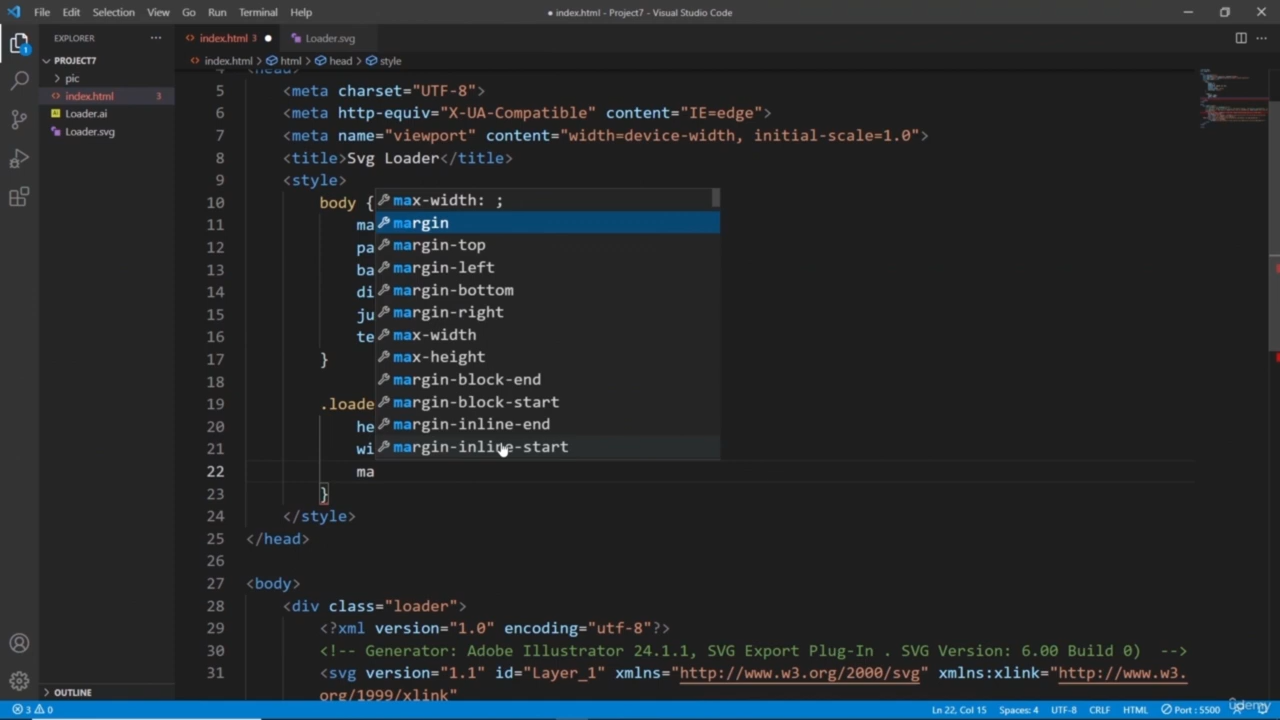 File Edit Selection View Go Run Terminal Help
● index.html - Project7 - Visual Studio Code
EXPLORER
index.html 3
Loader.svg
PROJECT7
index.html > html > head > style
pic
index.html 3
Loader.ai
Loader.svg
<head>
5 <meta charset="UTF-8">
6 <meta http-equiv="X-UA-Compatible" content="IE=edge">
7 <meta name="viewport" content="width=device-width, initial-scale=1.0">
8 <title>Svg Loader</title>
9 <style>
10 body {
11 ma
12 pa
13 ba
14 di
15 ju
16 te
17 }
18
19 .loade
20 he
21 wi
22 ma
23 }
24 </style>
25 </head>
26
27 <body>
28 <div class="loader">
29 <?xml version="1.0" encoding="utf-8"?>
30 <!-- Generator: Adobe Illustrator 24.1.1, SVG Export Plug-In . SVG Version: 6.00 Build 0) -->
31 <svg version="1.1" id="Layer_1" xmlns="http://www.w3.org/2000/svg" xmlns:xlink="http://www.w3.
org/1999/xlink"
max-width: ;
margin
margin-top
margin-left
margin-bottom
margin-right
max-width
max-height
margin-block-end
margin-block-start
margin-inline-end
margin-inline-start
OUTLINE
3 0
Ln 22, Col 15 Spaces: 4 UTF-8 CRLF HTML Port : 5500
udemy
1